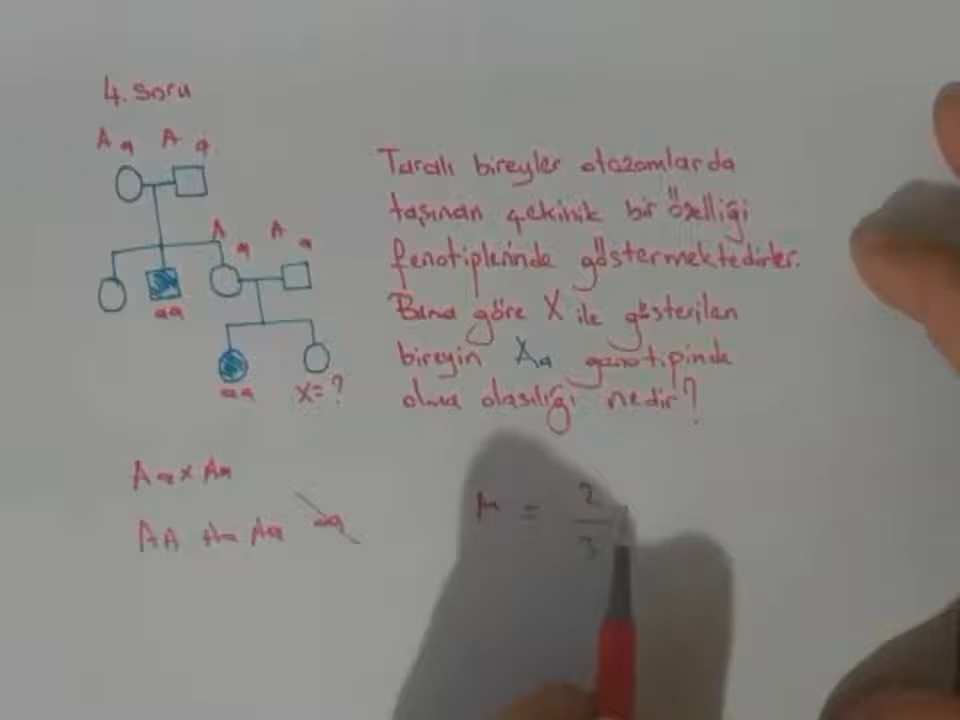 4. soru
A a A a
Taralı bireyler otozomlarda
taşınan çekinik bir özelliği
A a A a
fenotiplerinde göstermektedirler.
aa
Buna göre X ile gösterilen
bireyin Aa genotipinde
aa X=?
olma olasılığı nedir?
Aa x Aa
AA Aa Aa aa
Aa = 2/3